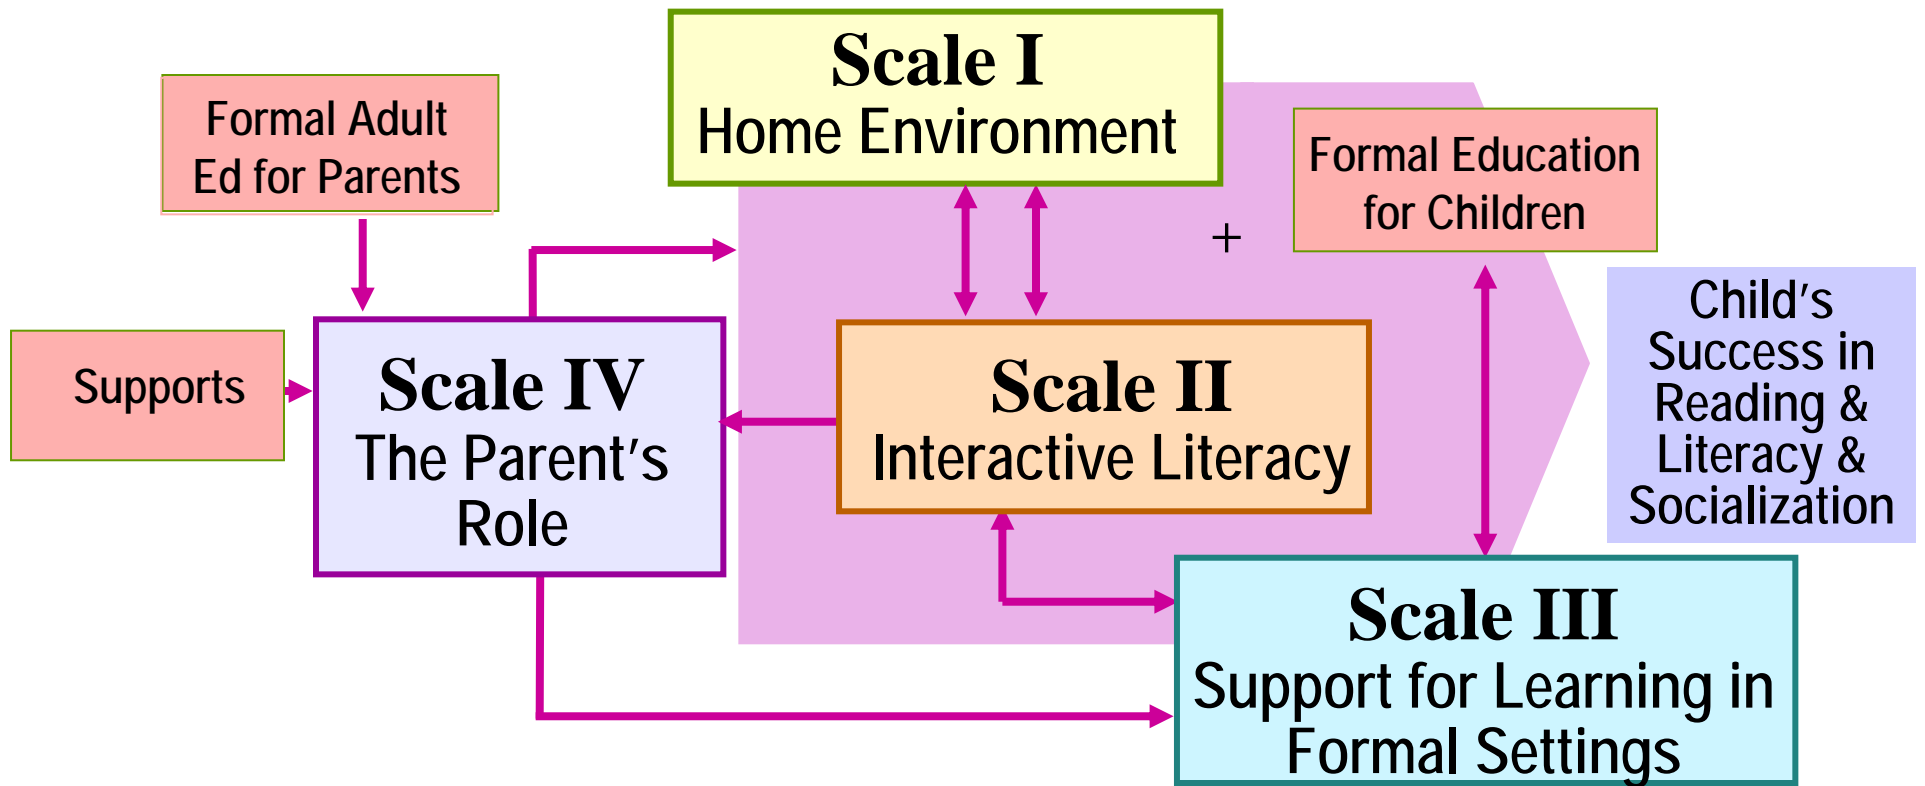 Scale I
Home Environment
Formal Adult
Ed for Parents
Formal Education
for Children
+
Supports
Scale IV
The Parent's
Role
Scale II
Interactive Literacy
Child's
Success in
Reading &
Literacy &
Socialization
Scale III
Support for Learning in
Formal Settings